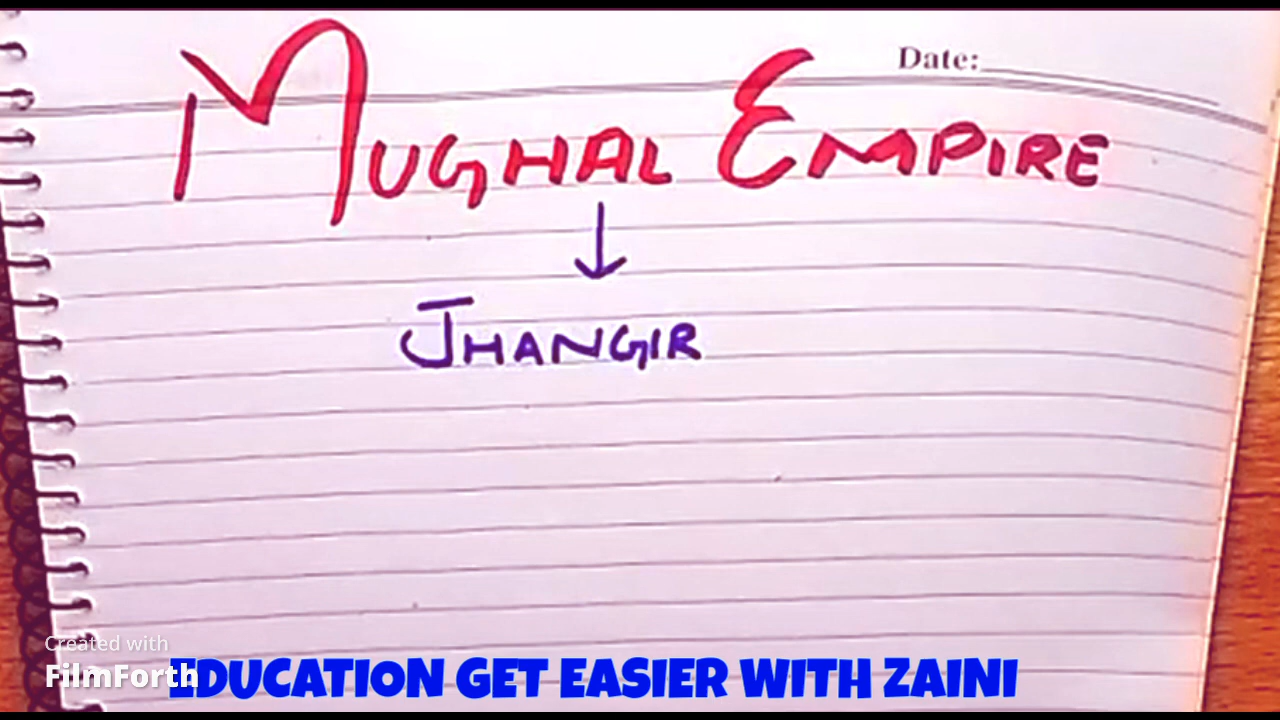 Date:
MUGHAL EMPIRE
↓
JHANGIR
Created with
FilmForth
EDUCATION GET EASIER WITH ZAINI